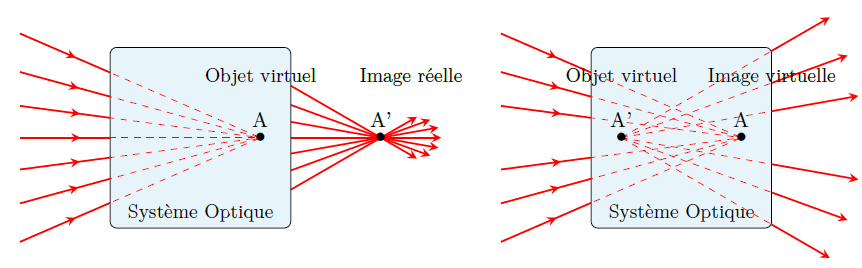 Objet virtuel
Image réelle
A
A'
Système Optique
Objet virtuel
Image virtuelle
A'
A
Système Optique